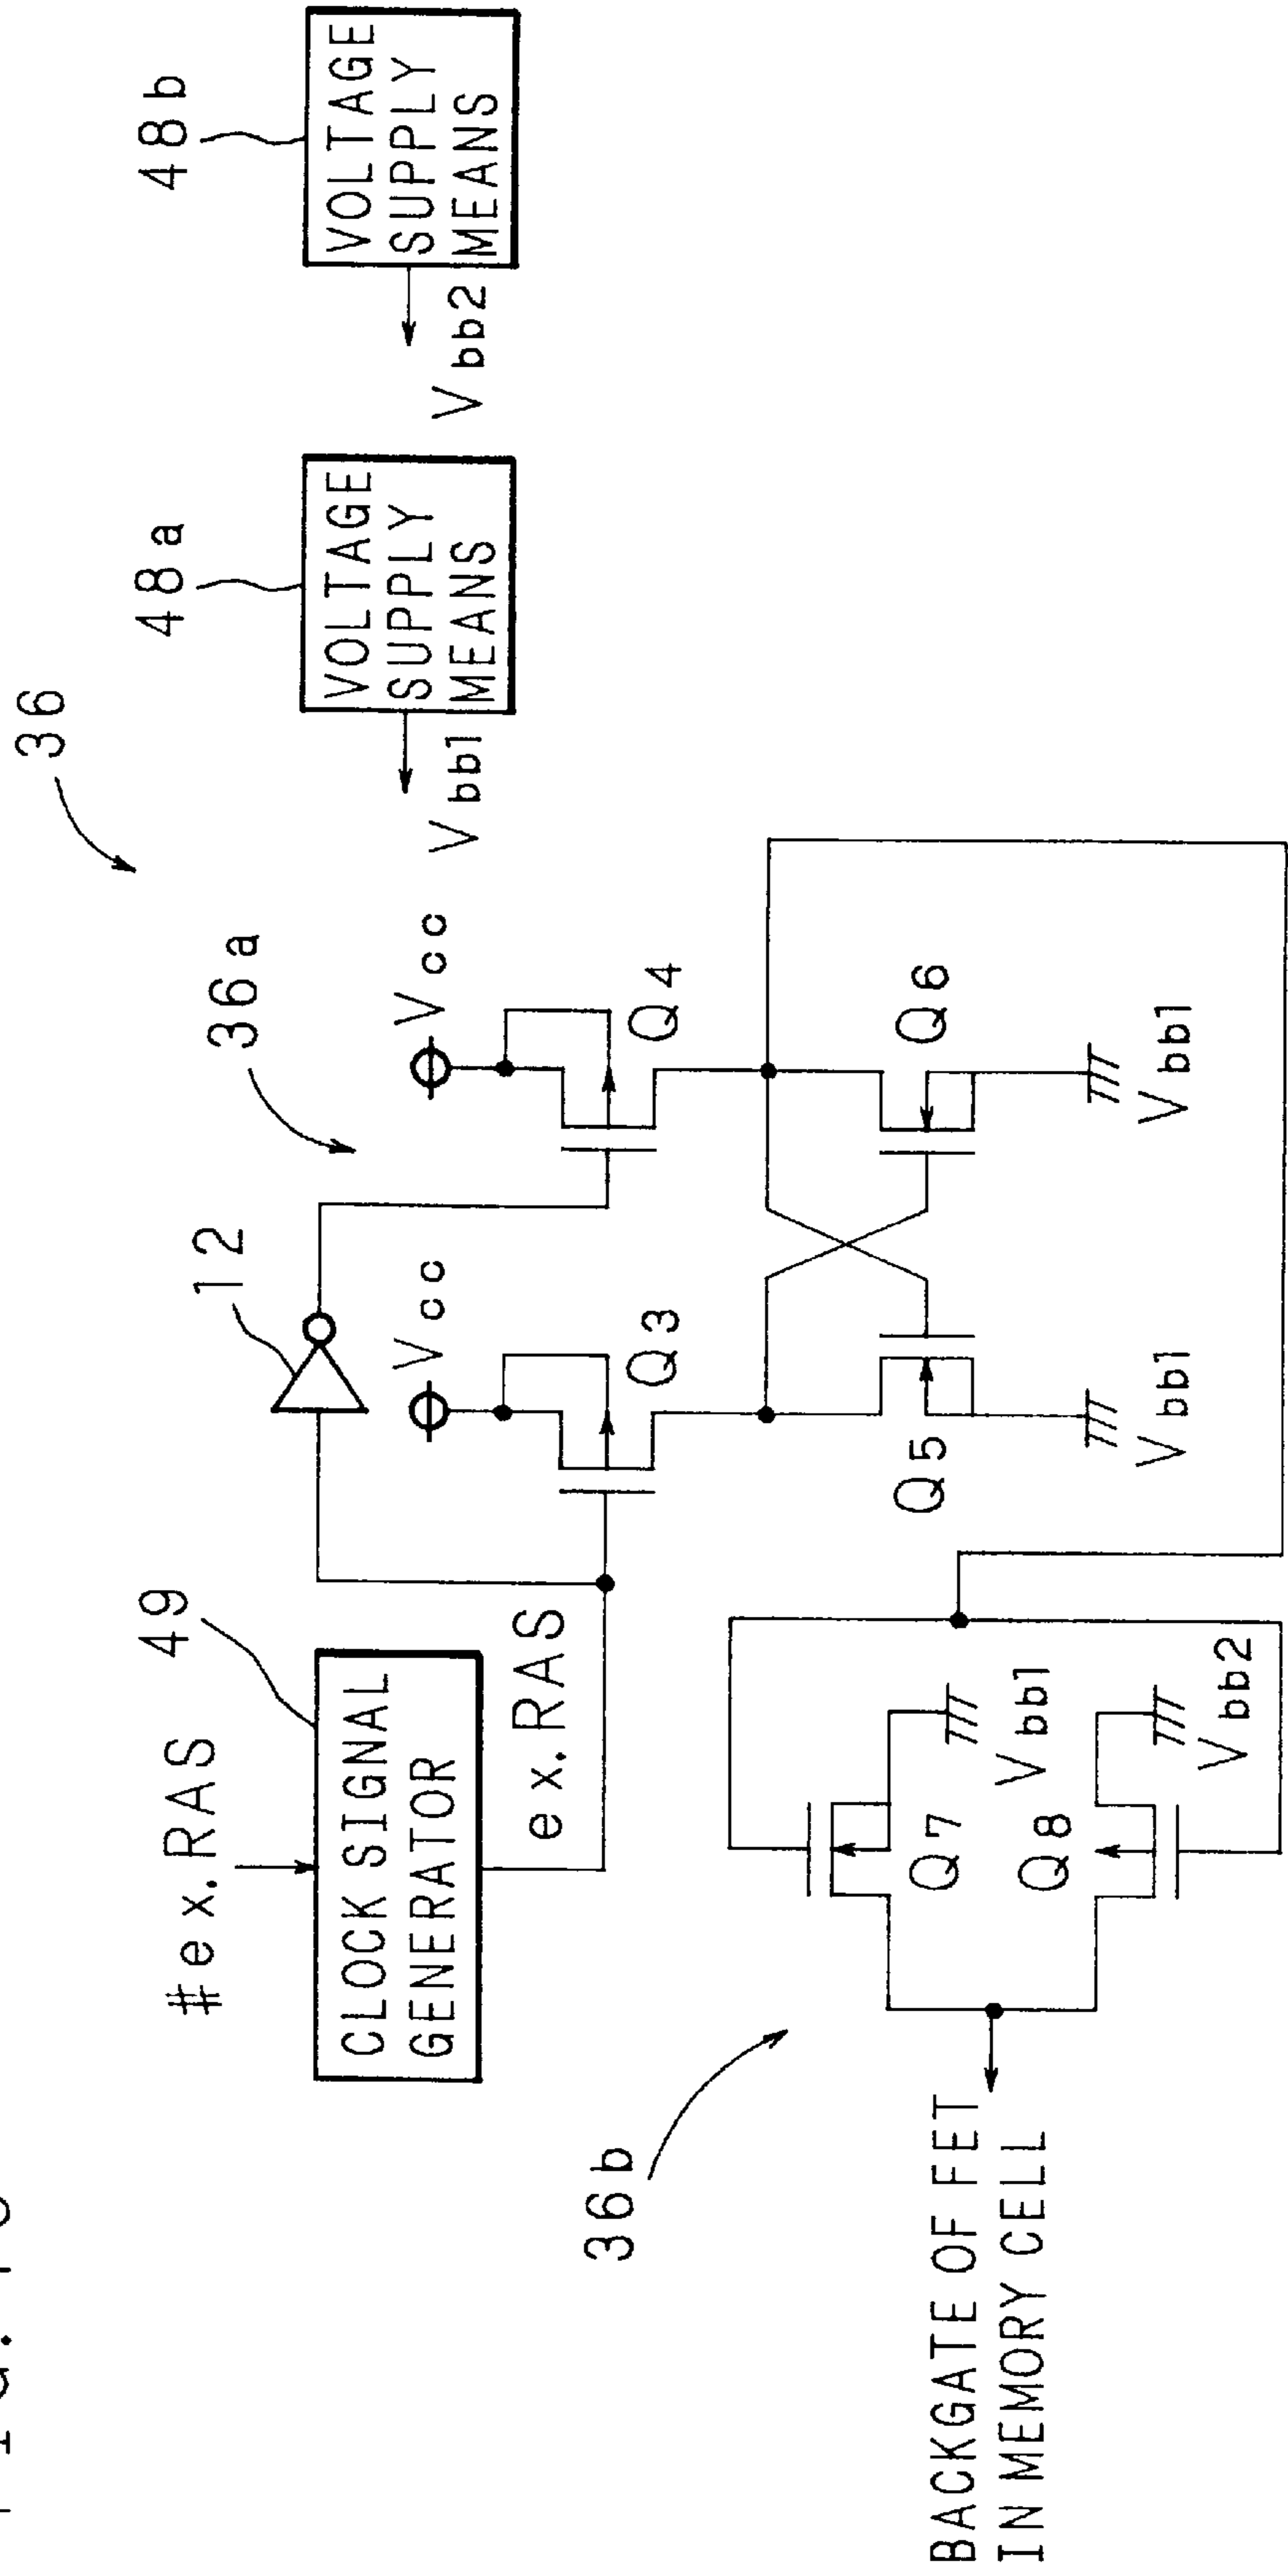 36
48a
VOLTAGE
SUPPLY
MEANS
Vbb1
48b
VOLTAGE
SUPPLY
MEANS
Vbb2
#ex.RAS
49
CLOCK SIGNAL
GENERATOR
ex.RAS
12
36a
Vcc
Q3
Vcc
Q4
Q5
Vbb1
Q6
Vbb1
36b
Q7
Vbb1
Q8
Vbb2
BACKGATE OF FET
IN MEMORY CELL